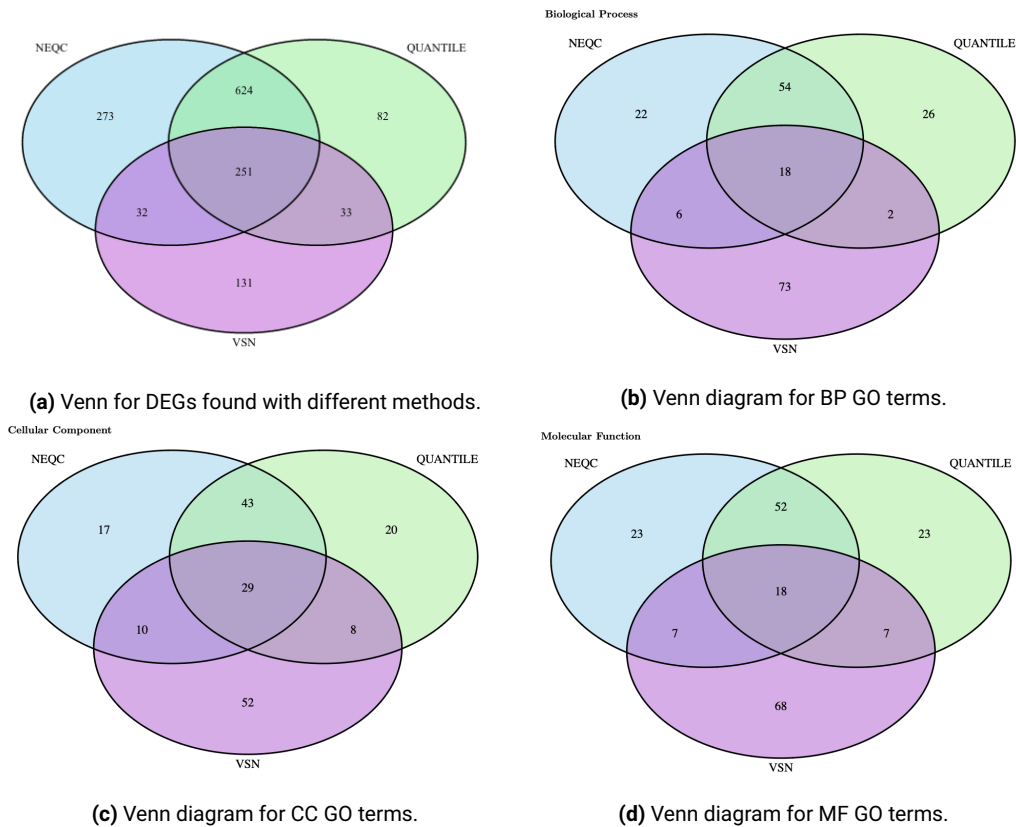 NEQC
QUANTILE
624
273
82
251
32
33
131
VSN
(a) Venn for DEGs found with different methods.
Biological Process
NEQC
QUANTILE
54
22
26
18
6
2
73
VSN
(b) Venn diagram for BP GO terms.
Cellular Component
NEQC
QUANTILE
43
17
20
29
10
8
52
VSN
(c) Venn diagram for CC GO terms.
Molecular Function
NEQC
QUANTILE
52
23
23
18
7
7
68
VSN
(d) Venn diagram for MF GO terms.